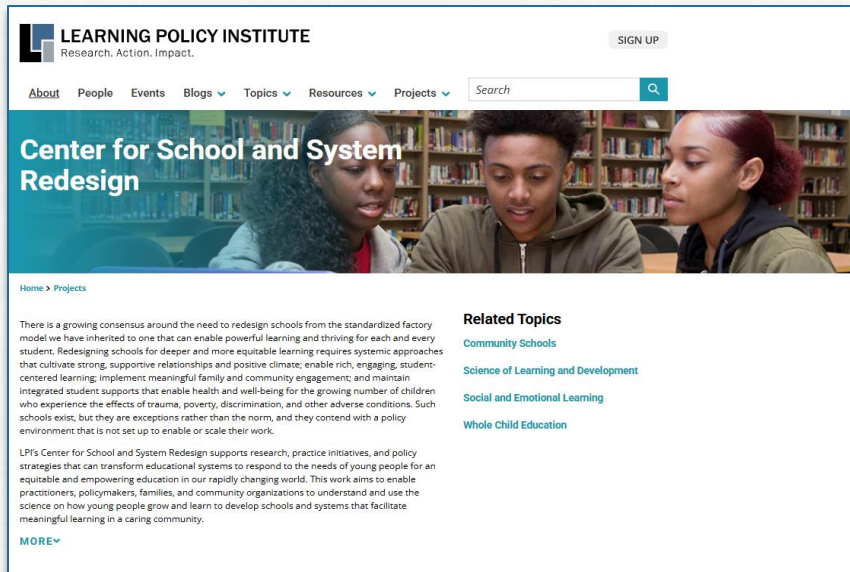 LEARNING POLICY INSTITUTE
Research. Action. Impact.
SIGN UP
About People Events Blogs Topics Resources Projects Search
Center for School and System
Redesign
Home > Projects
There is a growing consensus around the need to redesign schools from the standardized factory
model we have inherited to one that can enable powerful learning and thriving for each and every
student. Redesigning schools for deeper and more equitable learning requires systemic approaches
that cultivate strong, supportive relationships and positive climate; enable rich, engaging, student-
centered learning; implement meaningful family and community engagement; and maintain
integrated student supports that enable health and well-being for the growing number of children
who experience the effects of trauma, poverty, discrimination, and other adverse conditions. Such
schools exist, but they are exceptions rather than the norm, and they contend with a policy
environment that is not set up to enable or scale their work.
LPI's Center for School and System Redesign supports research, practice initiatives, and policy
strategies that can transform educational systems to respond to the needs of young people for an
equitable and empowering education in our rapidly changing world. This work aims to enable
practitioners, policymakers, families, and community organizations to understand and use the
science on how young people grow and learn to develop schools and systems that facilitate
meaningful learning in a caring community.
MORE
Related Topics
Community Schools
Science of Learning and Development
Social and Emotional Learning
Whole Child Education